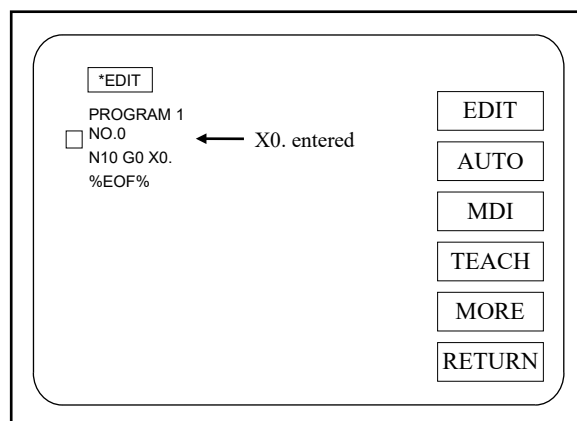 *EDIT
PROGRAM 1
NO.0
X0. entered
N10 G0 X0.
%EOF%
EDIT
AUTO
MDI
TEACH
MORE
RETURN